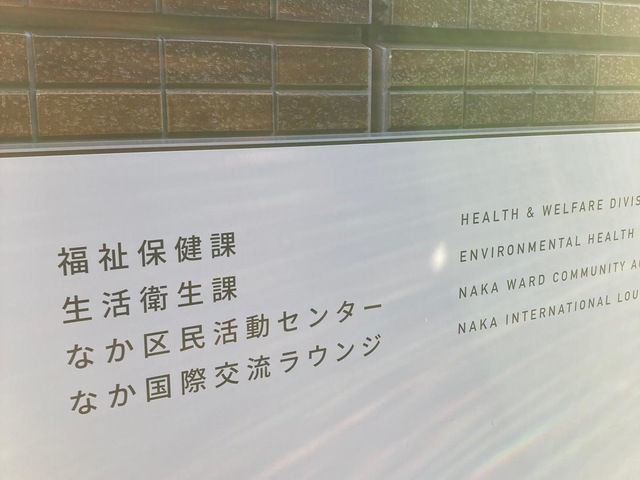 福祉保健課
生活衛生課
なか区民活動センター
なか国際交流ラウンジ
HEALTH & WELFARE
ENVIRONMENTAL HEALTH
NAKA WARD COMMUNITY
NAKA INTERNATIONAL